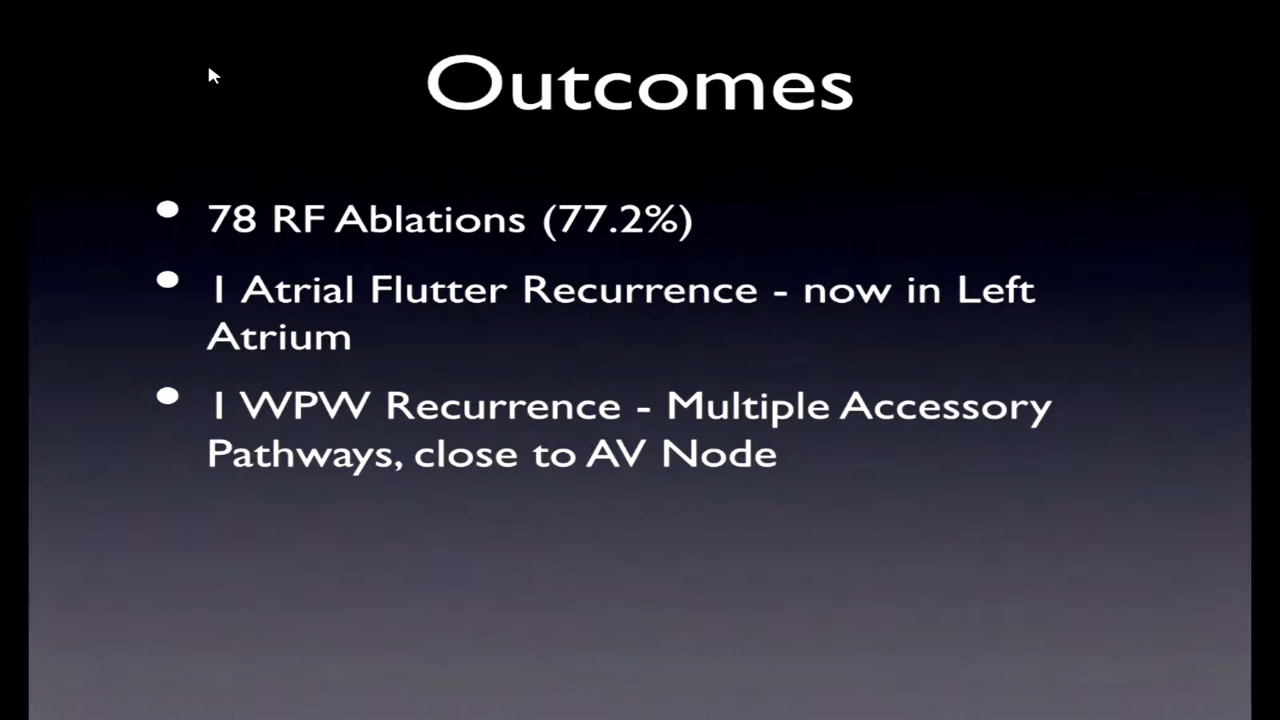 Outcomes
78 RF Ablations (77.2%)
1 Atrial Flutter Recurrence - now in Left
Atrium
1 WPW Recurrence - Multiple Accessory
Pathways, close to AV Node